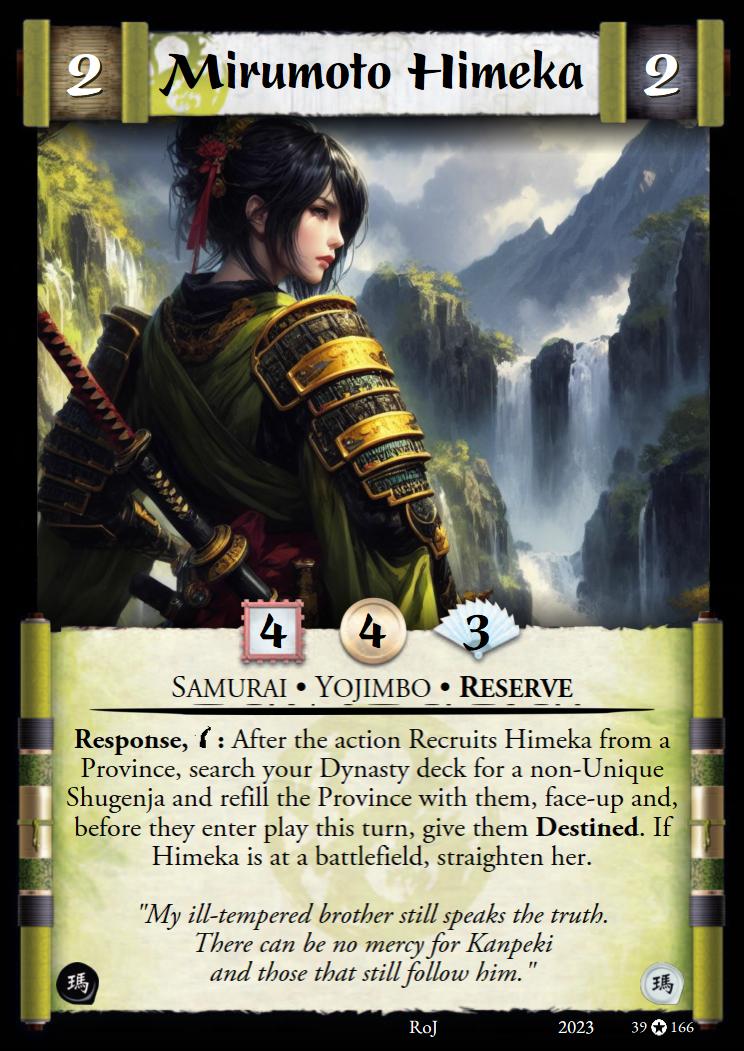 2 Mirumoto Himeka 2
4 4 3
Samurai • Yojimbo • Reserve
Response, : After the action Recruits Himeka from a
Province, search your Dynasty deck for a non-Unique
Shugenja and refill the Province with them, face-up and,
before they enter play this turn, give them Destined. If
Himeka is at a battlefield, straighten her.
"My ill-tempered brother still speaks the truth.
There can be no mercy for Kanpeki
and those that still follow him."
瑪 瑪
RoJ 2023 39 ✪ 166